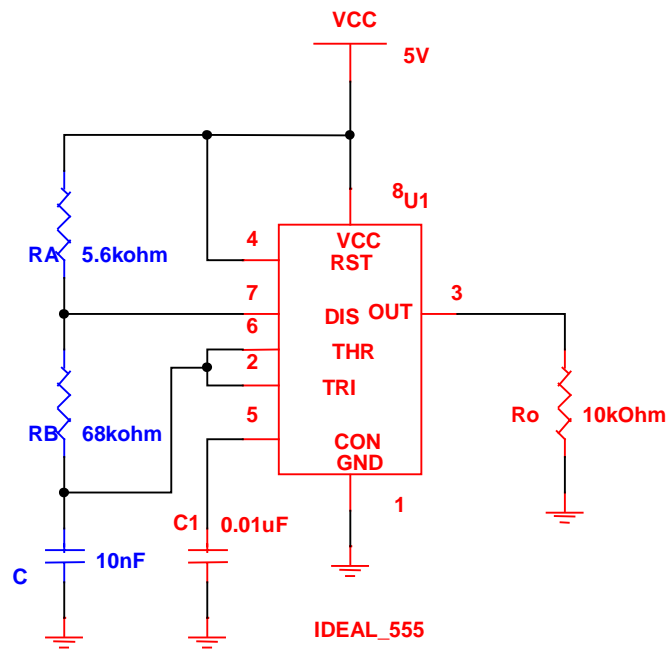 VCC
5V
8 U1
4
VCC
RST
RA 5.6kohm
7
3
DIS OUT
6
THR
2
TRI
RB 68kohm
5
Ro 10kOhm
CON
GND
1
C1 0.01uF
C 10nF
IDEAL_555